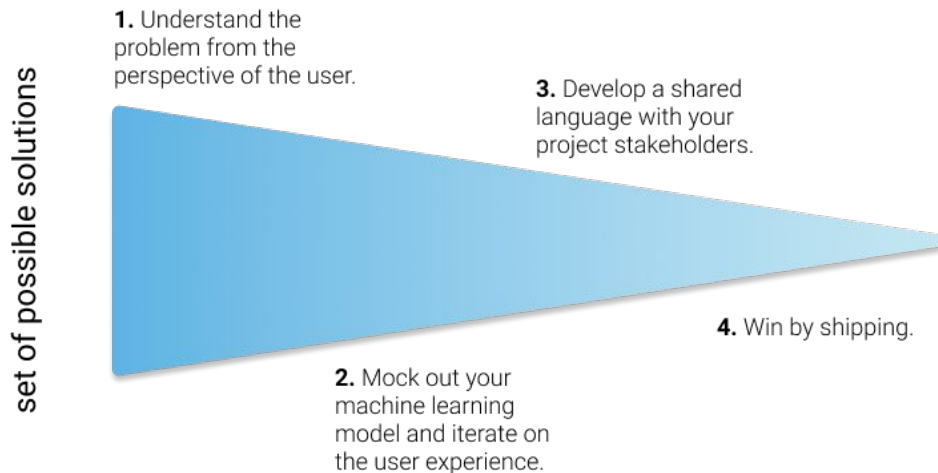 set of possible solutions
1. Understand the
problem from the
perspective of the user.
3. Develop a shared
language with your
project stakeholders.
2. Mock out your
machine learning
model and iterate on
the user experience.
4. Win by shipping.